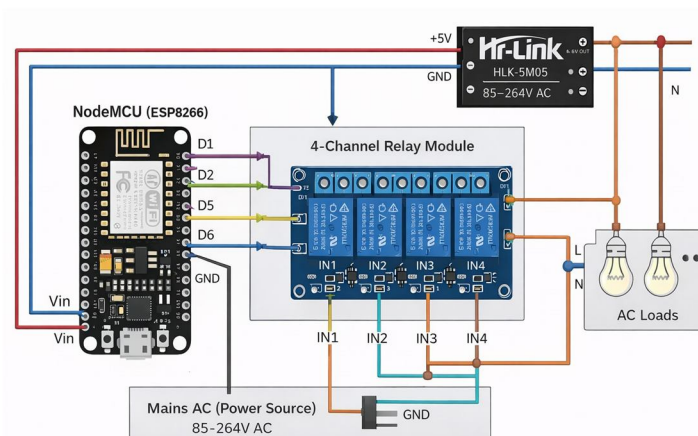 +5V
GND
Hi-Link
HLK-5M05
85–264V AC
N
NodeMCU (ESP8266)
D1
D2
D5
D6
GND
Vin
Vin
4-Channel Relay Module
IN1 IN2 IN3 IN4
IN1 IN2 IN3 IN4
L
N
AC Loads
Mains AC (Power Source)
85-264V AC
GND